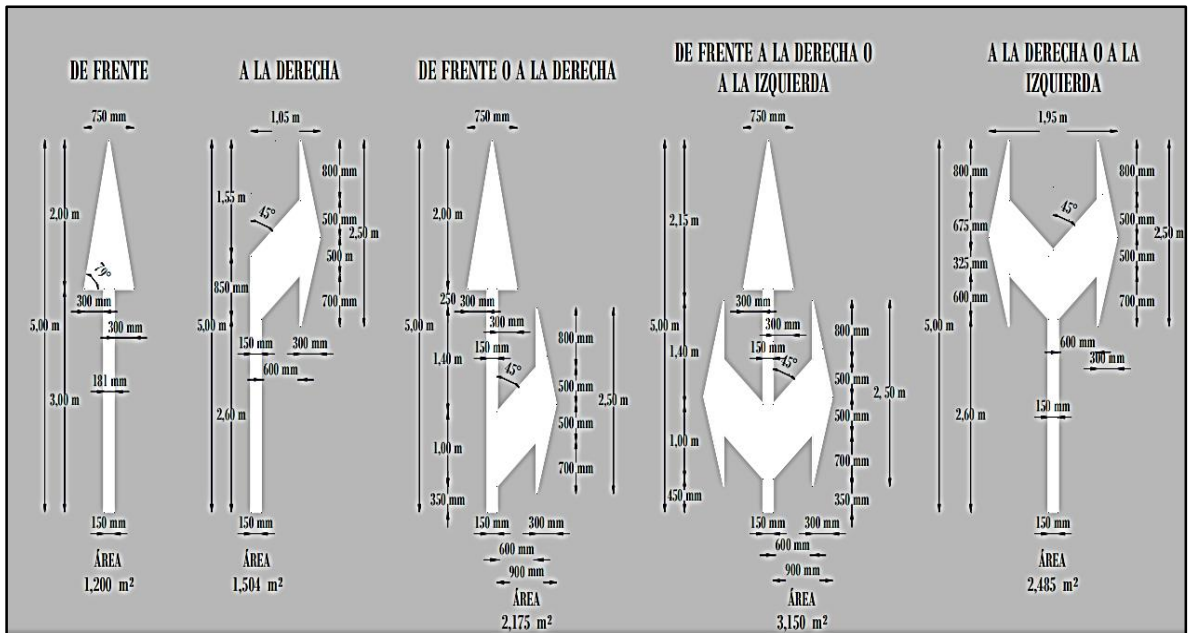 DE FRENTE
750 mm
5,00 m
2,00 m
79°
300 mm
300 mm
181 mm
3,00 m
150 mm
ÁREA
1,200 m²
A LA DERECHA
1,05 m
1,55 m
45°
800 mm
500 mm
2,50 m
500 m
850 mm
700 mm
5,00 m
150 mm
300 mm
600 mm
2,60 m
150 mm
ÁREA
1,504 m²
DE FRENTE O A LA DERECHA
750 mm
2,00 m
250
300 mm
5,00 m
300 mm
150 mm
800 mm
1,40 m
45°
500 mm
2,50 m
500 mm
1,00 m
700 mm
350 mm
150 mm
300 mm
600 mm
900 mm
ÁREA
2,175 m²
DE FRENTE A LA DERECHA O
A LA IZQUIERDA
750 mm
2,15 m
300 mm
5,00 m
300 mm
150 mm
800 mm
1,40 m
45°
500 mm
2, 50 m
500 mm
1,00 m
700 mm
450 mm
350 mm
150 mm
300 mm
600 mm
900 mm
ÁREA
3,150 m²
A LA DERECHA O A LA
IZQUIERDA
1,95 m
800 mm
800 mm
675 mm
45°
500 mm
2,50 m
325 mm
500 mm
600 mm
700 mm
5,00 m
600 mm
300 mm
150 mm
2,60 m
150 mm
ÁREA
2,485 m²